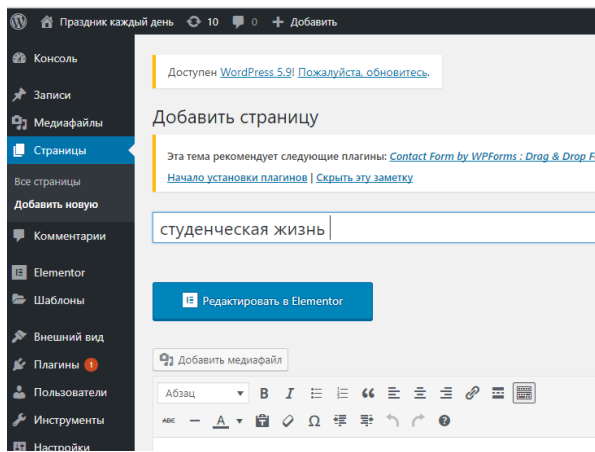 Праздник каждый день 10 0 Добавить
Консоль
Доступен WordPress 5.9! Пожалуйста, обновитесь.
Записи
Медиафайлы
Добавить страницу
Страницы
Эта тема рекомендует следующие плагины: Contact Form by WPForms : Drag & Drop F
Все страницы
Начало установки плагинов | Скрыть эту заметку
Добавить новую
Комментарии
студенческая жизнь
Elementor
Шаблоны
Редактировать в Elementor
Внешний вид
Плагины 1
Добавить медиафайл
Пользователи
Абзац B I
Инструменты
ABC A Ω
Настройки